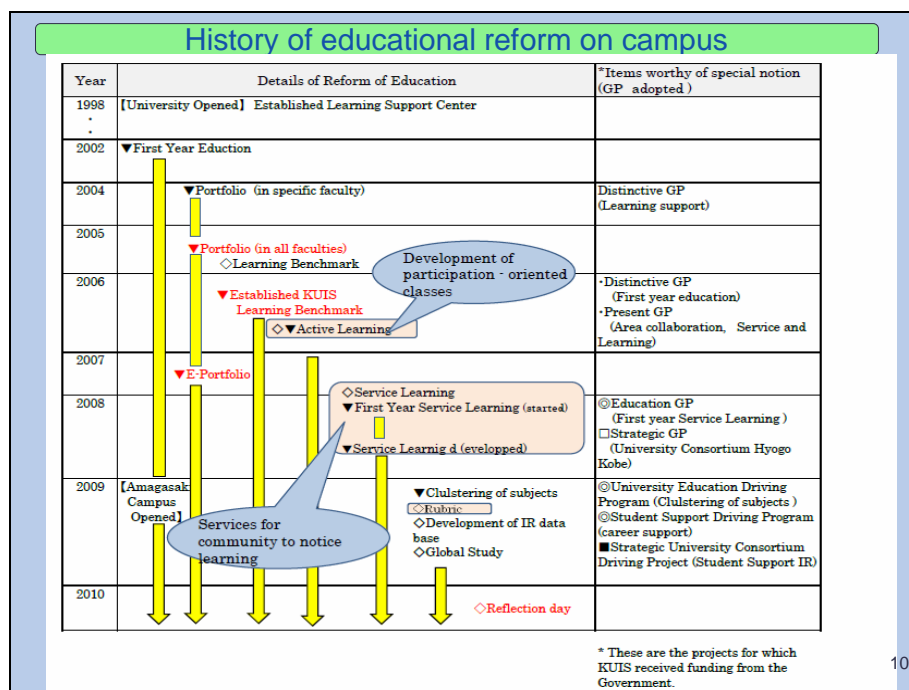 History of educational reform on campus
Year
Details of Reform of Education
*Items worthy of special notion
(GP adopted )
1998
・
・
【University Opened】 Established Learning Support Center
2002
▼First Year Eduction
2004
▼Portfolio (in specific faculty)
Distinctive GP
(Learning support)
2005
▼Portfolio (in all faculties)
◇Learning Benchmark
Development of
participation - oriented
classes
2006
▼Established KUIS
Learning Benchmark
◇▼Active Learning
・Distinctive GP
(First year education)
・Present GP
(Area collaboration, Service and
Learning)
2007
▼E-Portfolio
2008
◇Service Learning
▼First Year Service Learning (started)
▼Service Learnig d (evelopped)
◎Education GP
(First year Service Learning )
□Strategic GP
(University Consortium Hyogo
Kobe)
2009
【Amagasak
Campus
Opened】
Services for
community to notice
learning
▼Clulstering of subjects
◇Rubric
◇Development of IR data
base
◇Global Study
◎University Education Driving
Program (Clulstering of subjects )
◎Student Support Driving Program
(career support)
■Strategic University Consortium
Driving Project (Student Support IR)
2010
◇Reflection day
* These are the projects for which
KUIS received funding from the
Government.
10